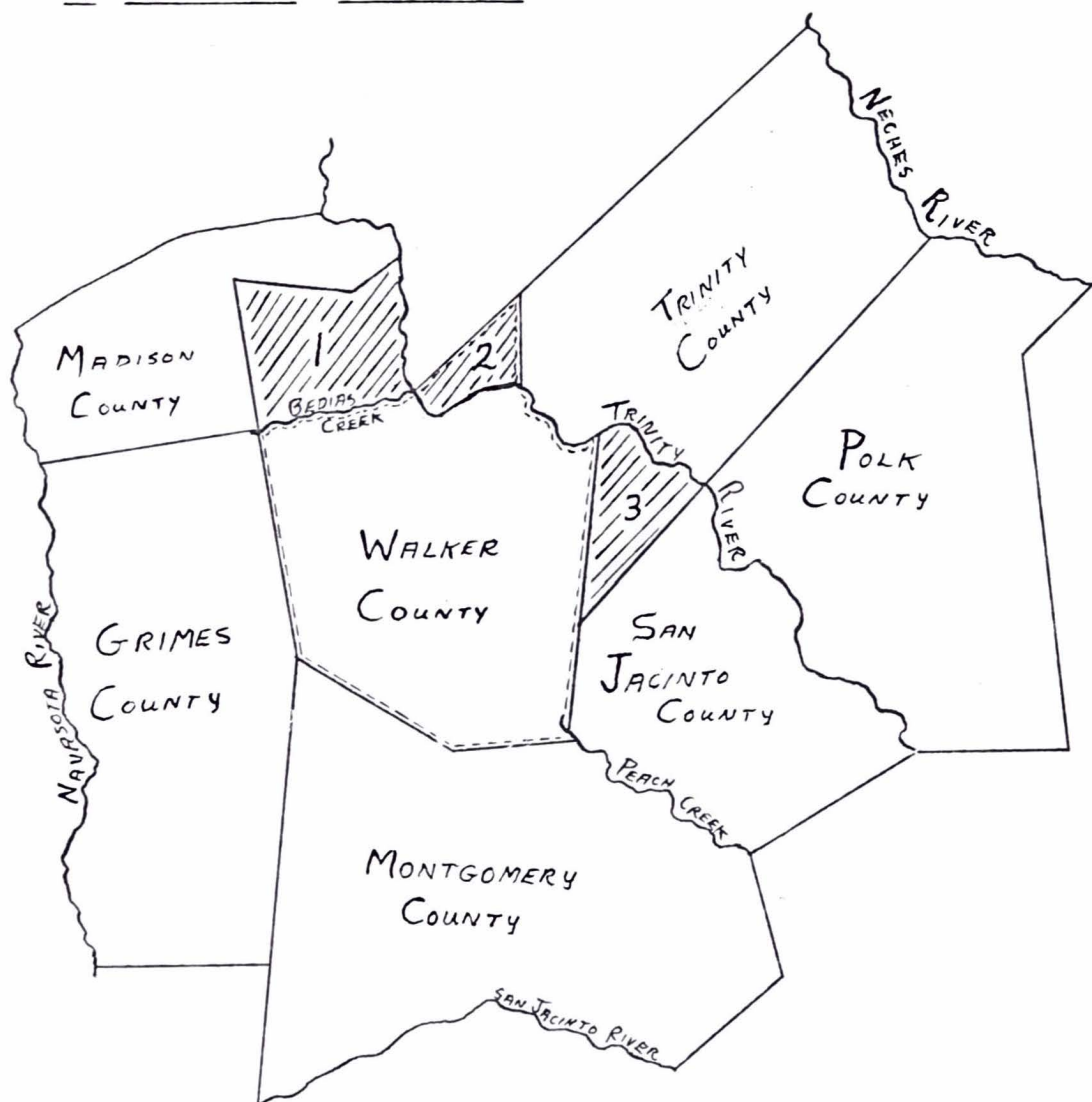 NECHES RIVER
TRINITY
COUNTY
MADISON
COUNTY
1
2
BEDIAS
CREEK
TRINITY RIVER
3
POLK
COUNTY
WALKER
COUNTY
GRIMES
COUNTY
NAVASOTA RIVER
SAN
JACINTO
COUNTY
PEACH CREEK
MONTGOMERY
COUNTY
SAN JACINTO RIVER